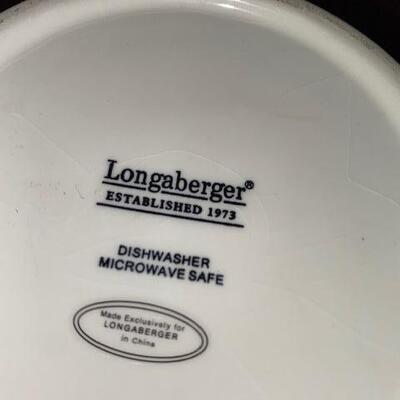 Longaberger®
ESTABLISHED 1973
DISHWASHER
MICROWAVE SAFE
Made Exclusively for
LONGABERGER
in China